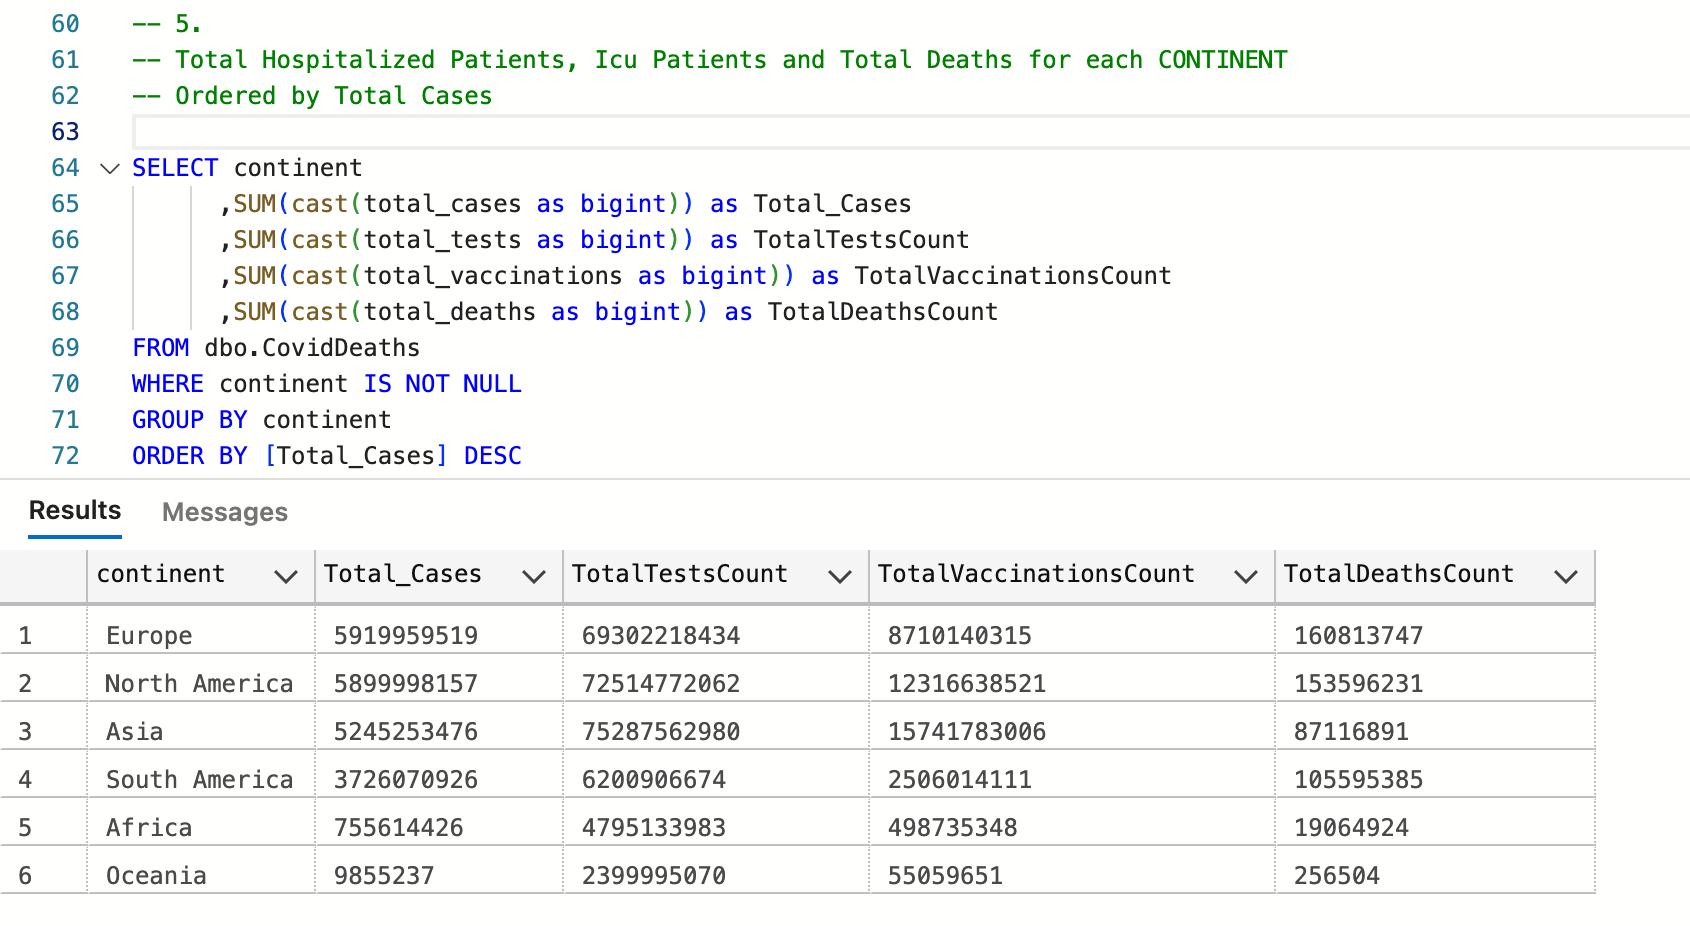 60 -- 5.
61 -- Total Hospitalized Patients, Icu Patients and Total Deaths for each CONTINENT
62 -- Ordered by Total Cases
63
64 SELECT continent
65 ,SUM(cast(total_cases as bigint)) as Total_Cases
66 ,SUM(cast(total_tests as bigint)) as TotalTestsCount
67 ,SUM(cast(total_vaccinations as bigint)) as TotalVaccinationsCount
68 ,SUM(cast(total_deaths as bigint)) as TotalDeathsCount
69 FROM dbo.CovidDeaths
70 WHERE continent IS NOT NULL
71 GROUP BY continent
72 ORDER BY [Total_Cases] DESC
Results Messages
continent Total_Cases TotalTestsCount TotalVaccinationsCount TotalDeathsCount
1 Europe 5919959519 69302218434 8710140315 160813747
2 North America 5899998157 72514772062 12316638521 153596231
3 Asia 5245253476 75287562980 15741783006 87116891
4 South America 3726070926 6200906674 2506014111 105595385
5 Africa 755614426 4795133983 498735348 19064924
6 Oceania 9855237 2399995070 55059651 256504